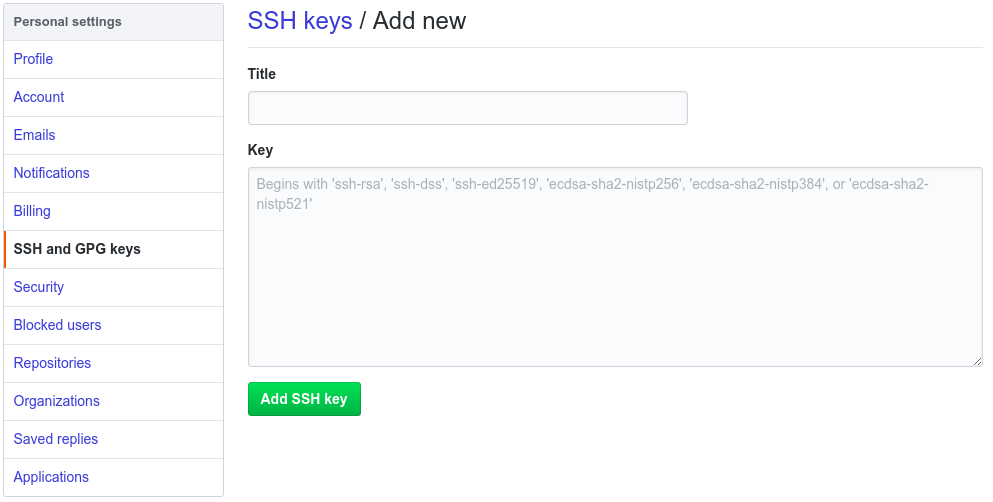 Personal settings
Profile
Account
Emails
Notifications
Billing
SSH and GPG keys
Security
Blocked users
Repositories
Organizations
Saved replies
Applications
SSH keys / Add new
Title
Key
Begins with 'ssh-rsa', 'ssh-dss', 'ssh-ed25519', 'ecdsa-sha2-nistp256', 'ecdsa-sha2-nistp384', or 'ecdsa-sha2-
nistp521'
Add SSH key